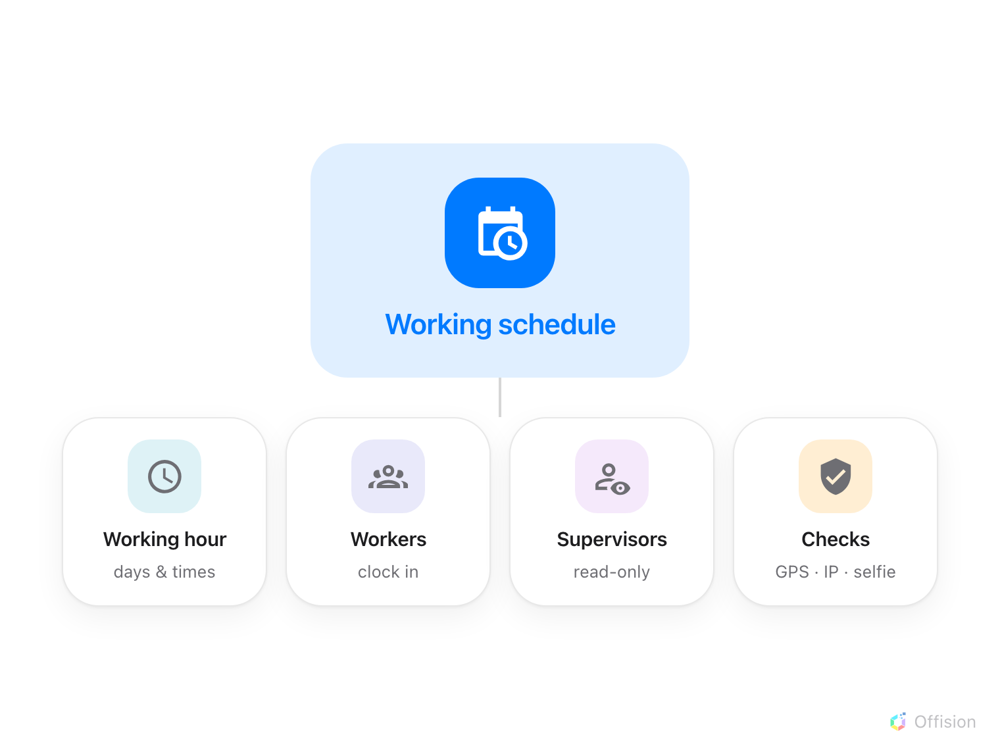 Working schedule
Working hour
days & times
Workers
clock in
Supervisors
read-only
Checks
GPS · IP · selfie
Offision